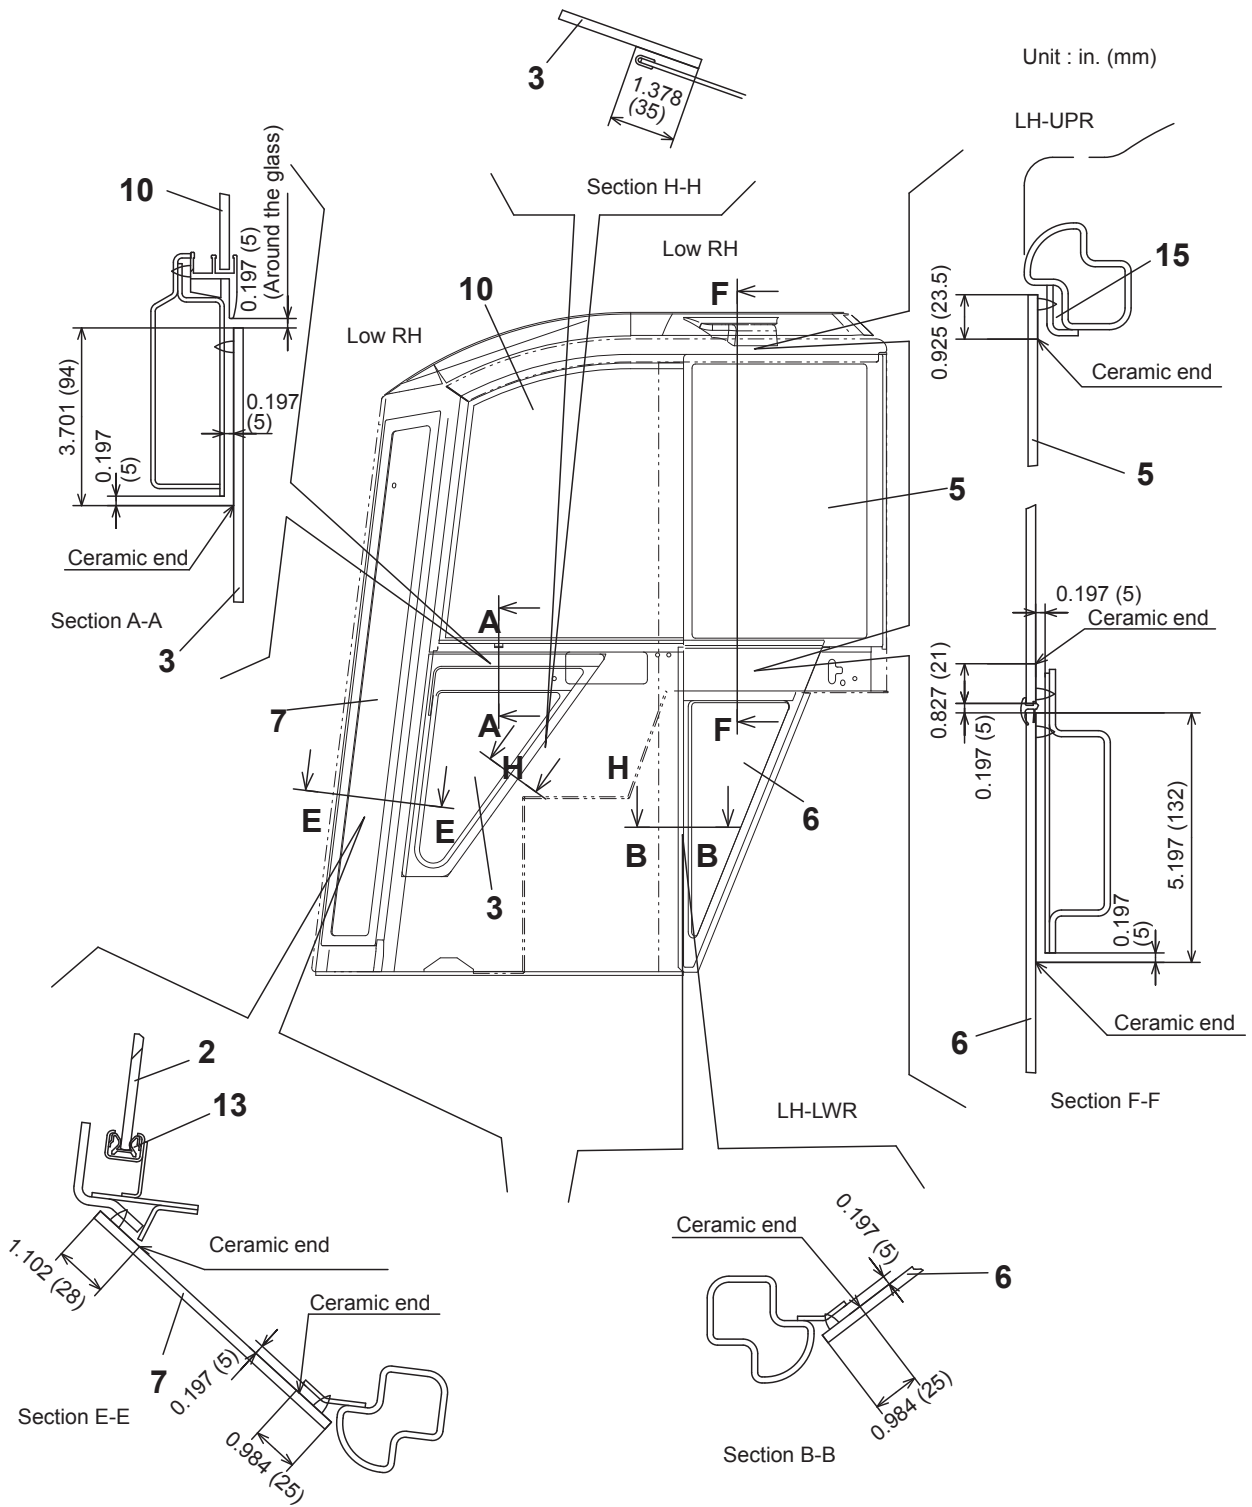 3
1.378
(35)
Unit : in. (mm)
LH-UPR
Section H-H
Low RH
10
0.197 (5)
(Around the glass)
3.701 (94)
0.197
(5)
0.197
(5)
Ceramic end
Section A-A
3
Low RH
10
F
15
0.925 (23.5)
Ceramic end
5
5
A
A
7
H
H
F
E
E
3
B
B
6
0.197 (5)
Ceramic end
0.827 (21)
0.197 (5)
5.197 (132)
0.197
(5)
Ceramic end
6
Section F-F
LH-LWR
2
13
Ceramic end
1.102 (28)
Ceramic end
7
0.197 (5)
0.984 (25)
Section E-E
Ceramic end
0.197 (5)
6
0.984 (25)
Section B-B